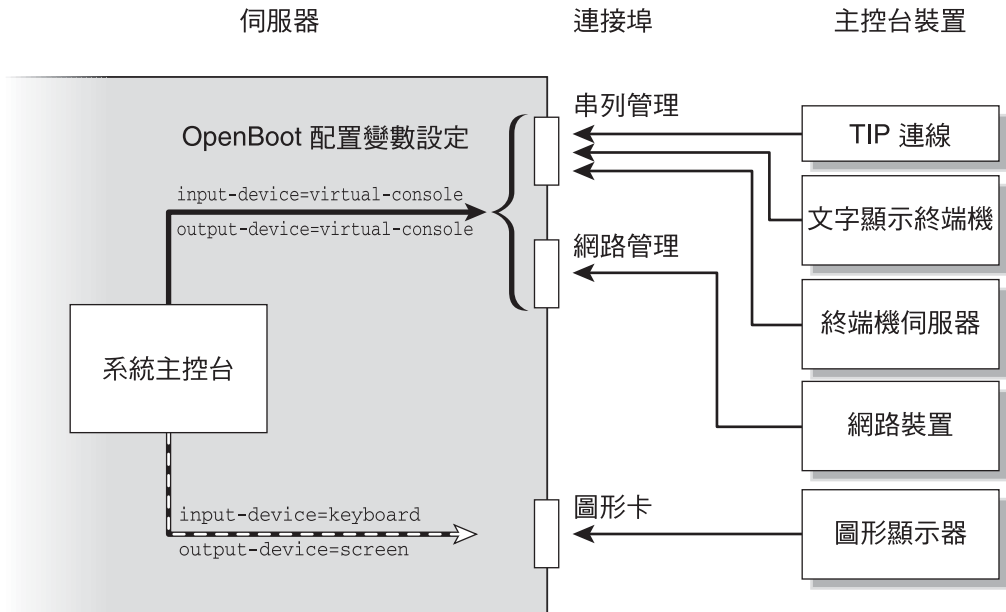 伺服器
連接埠
主控台裝置
OpenBoot 配置變數設定
input-device=virtual-console
output-device=virtual-console
系統主控台
input-device=keyboard
output-device=screen
串列管理
網路管理
圖形卡
TIP 連線
文字顯示終端機
終端機伺服器
網路裝置
圖形顯示器